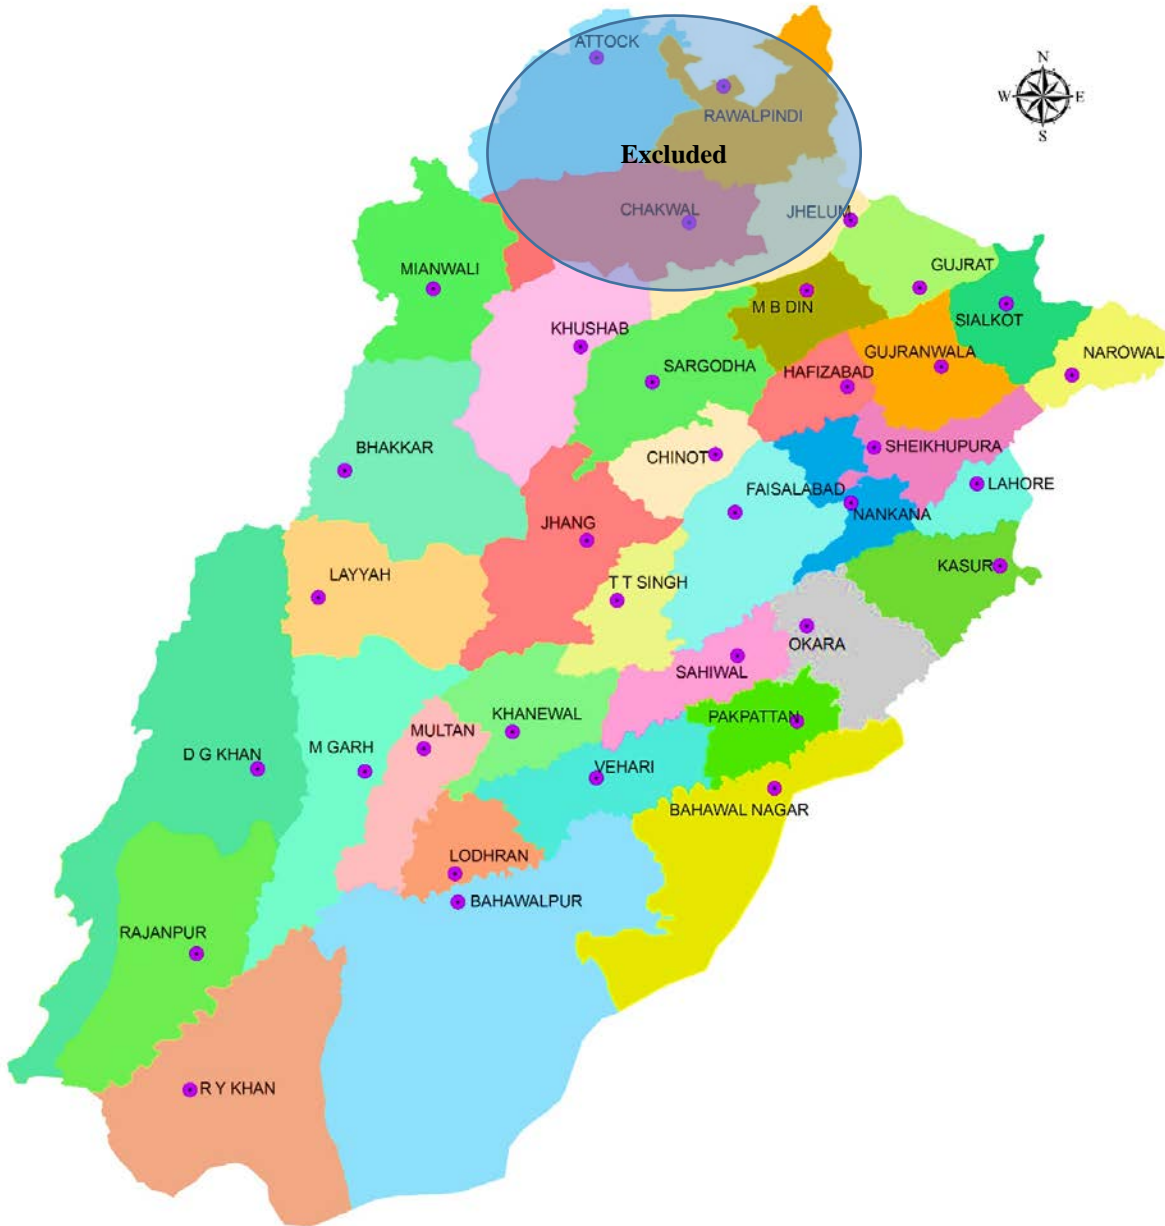 ATTOCK
N
W E
S
RAWALPINDI
Excluded
CHAKWAL
JHELUM
MIANWALI
GUJRAT
M B DIN
SIALKOT
KHUSHAB
GUJRANWALA
NAROWAL
SARGODHA
HAFIZABAD
BHAKKAR
CHINOT
SHEIKHUPURA
LAHORE
FAISALABAD
NANKANA
JHANG
KASUR
LAYYAH
T T SINGH
OKARA
SAHIWAL
PAKPATTAN
KHANEWAL
MULTAN
M GARH
D G KHAN
VEHARI
BAHAWAL NAGAR
LODHRAN
BAHAWALPUR
RAJANPUR
R Y KHAN